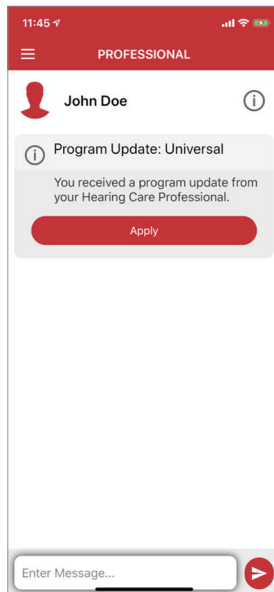 11:45
PROFESSIONAL
John Doe
Program Update: Universal
You received a program update from
your Hearing Care Professional.
Apply
Enter Message...